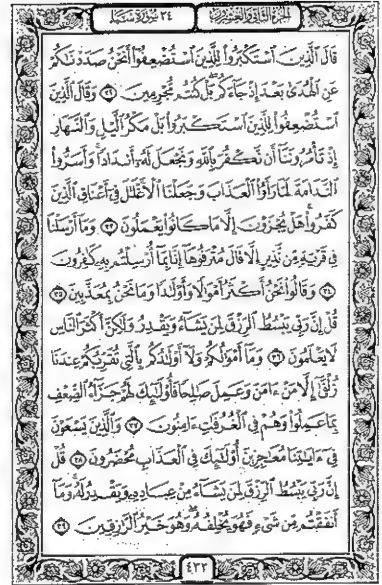 الجزء الثاني والعشرون ٣٤ سورة سبإ
قَالَ ٱلَّذِينَ ٱسْتَكْبَرُوا۟ لِلَّذِينَ ٱسْتُضْعِفُوٓا۟ أَنَحْنُ صَدَدْنَٰكُمْ
عَنِ ٱلْهُدَىٰ بَعْدَ إِذْ جَآءَكُم ۖ بَلْ كُنتُم مُّجْرِمِينَ ٣٢ وَقَالَ ٱلَّذِينَ
ٱسْتُضْعِفُوا۟ لِلَّذِينَ ٱسْتَكْبَرُوا۟ بَلْ مَكْرُ ٱلَّيْلِ وَٱلنَّهَارِ
إِذْ تَأْمُرُونَنَآ أَن نَّكْفُرَ بِٱللَّهِ وَنَجْعَلَ لَهُۥٓ أَندَادًا ۚ وَأَسَرُّوا۟
ٱلنَّدَامَةَ لَمَّا رَأَوُا۟ ٱلْعَذَابَ وَجَعَلْنَا ٱلْأَغْلَٰلَ فِىٓ أَعْنَاقِ ٱلَّذِينَ
كَفَرُوا۟ ۚ هَلْ يُجْزَوْنَ إِلَّا مَا كَانُوا۟ يَعْمَلُونَ ٣٣ وَمَآ أَرْسَلْنَا
فِى قَرْيَةٍ مِّن نَّذِيرٍ إِلَّا قَالَ مُتْرَفُوهَآ إِنَّا بِمَآ أُرْسِلْتُم بِهِۦ كَٰفِرُونَ
٣٤ وَقَالُوا۟ نَحْنُ أَكْثَرُ أَمْوَٰلًا وَأَوْلَٰدًا وَمَا نَحْنُ بِمُعَذَّبِينَ ٣٥
قُلْ إِنَّ رَبِّى يَبْسُطُ ٱلرِّزْقَ لِمَن يَشَآءُ وَيَقْدِرُ وَلَٰكِنَّ أَكْثَرَ ٱلنَّاسِ
لَا يَعْلَمُونَ ٣٦ وَمَآ أَمْوَٰلُكُمْ وَلَآ أَوْلَٰدُكُم بِٱلَّتِى تُقَرِّبُكُمْ عِندَنَا
زُلْفَىٰٓ إِلَّا مَنْ ءَامَنَ وَعَمِلَ صَٰلِحًا فَأُو۟لَٰٓئِكَ لَهُمْ جَزَآءُ ٱلضِّعْفِ
بِمَا عَمِلُوا۟ وَهُمْ فِى ٱلْغُرُفَٰتِ ءَامِنُونَ ٣٧ وَٱلَّذِينَ يَسْعَوْنَ
فِىٓ ءَايَٰتِنَا مُعَٰجِزِينَ أُو۟لَٰٓئِكَ فِى ٱلْعَذَابِ مُحْضَرُونَ ٣٨ قُلْ
إِنَّ رَبِّى يَبْسُطُ ٱلرِّزْقَ لِمَن يَشَآءُ مِنْ عِبَادِهِۦ وَيَقْدِرُ لَهُۥ ۚ وَمَآ
أَنفَقْتُم مِّن شَىْءٍ فَهُوَ يُخْلِفُهُۥ ۖ وَهُوَ خَيْرُ ٱلرَّٰزِقِينَ ٣٩
٤٣٢